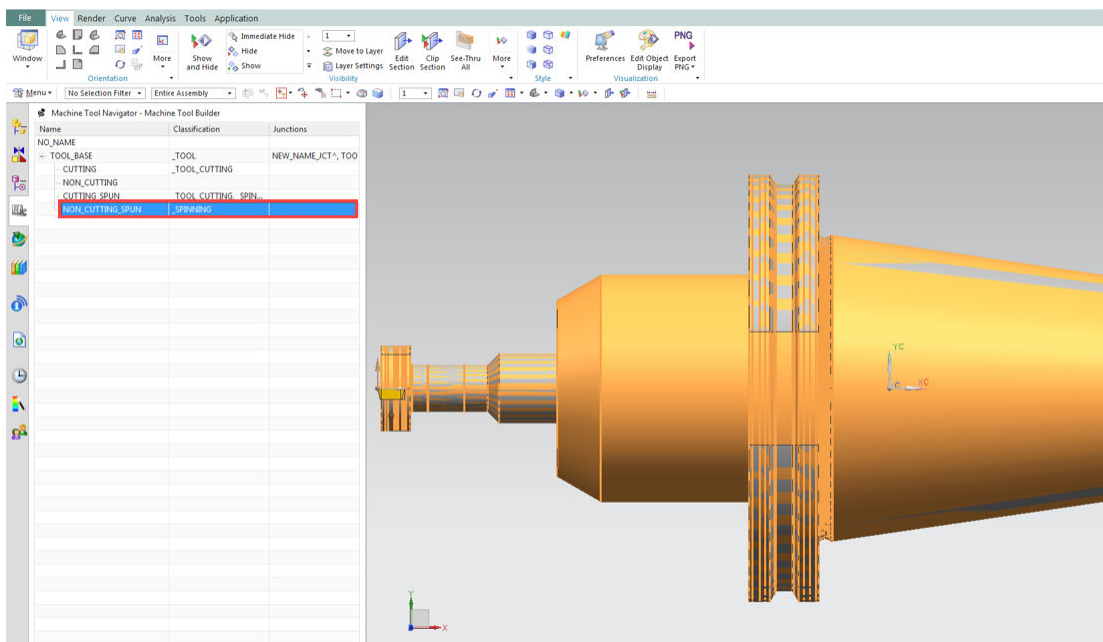 File View Render Curve Analysis Tools Application
Window
More
Show and Hide
Immediate Hide
Hide
Show
1
Move to Layer
Layer Settings
Edit Section
Clip Section
See-Thru All
More
Preferences
Edit Object Display
PNG
Export PNG
Orientation Visibility Style Visualization
Menu No Selection Filter Entire Assembly 1
Machine Tool Navigator - Machine Tool Builder
Name Classification Junctions
NO_NAME
TOOL_BASE _TOOL NEW_NAME_JCT^, TOO
CUTTING _TOOL_CUTTING
NON_CUTTING
CUTTING_SPUN _TOOL_CUTTING, _SPIN...
NON_CUTTING_SPUN _SPINNING
YC
XC
Y
X